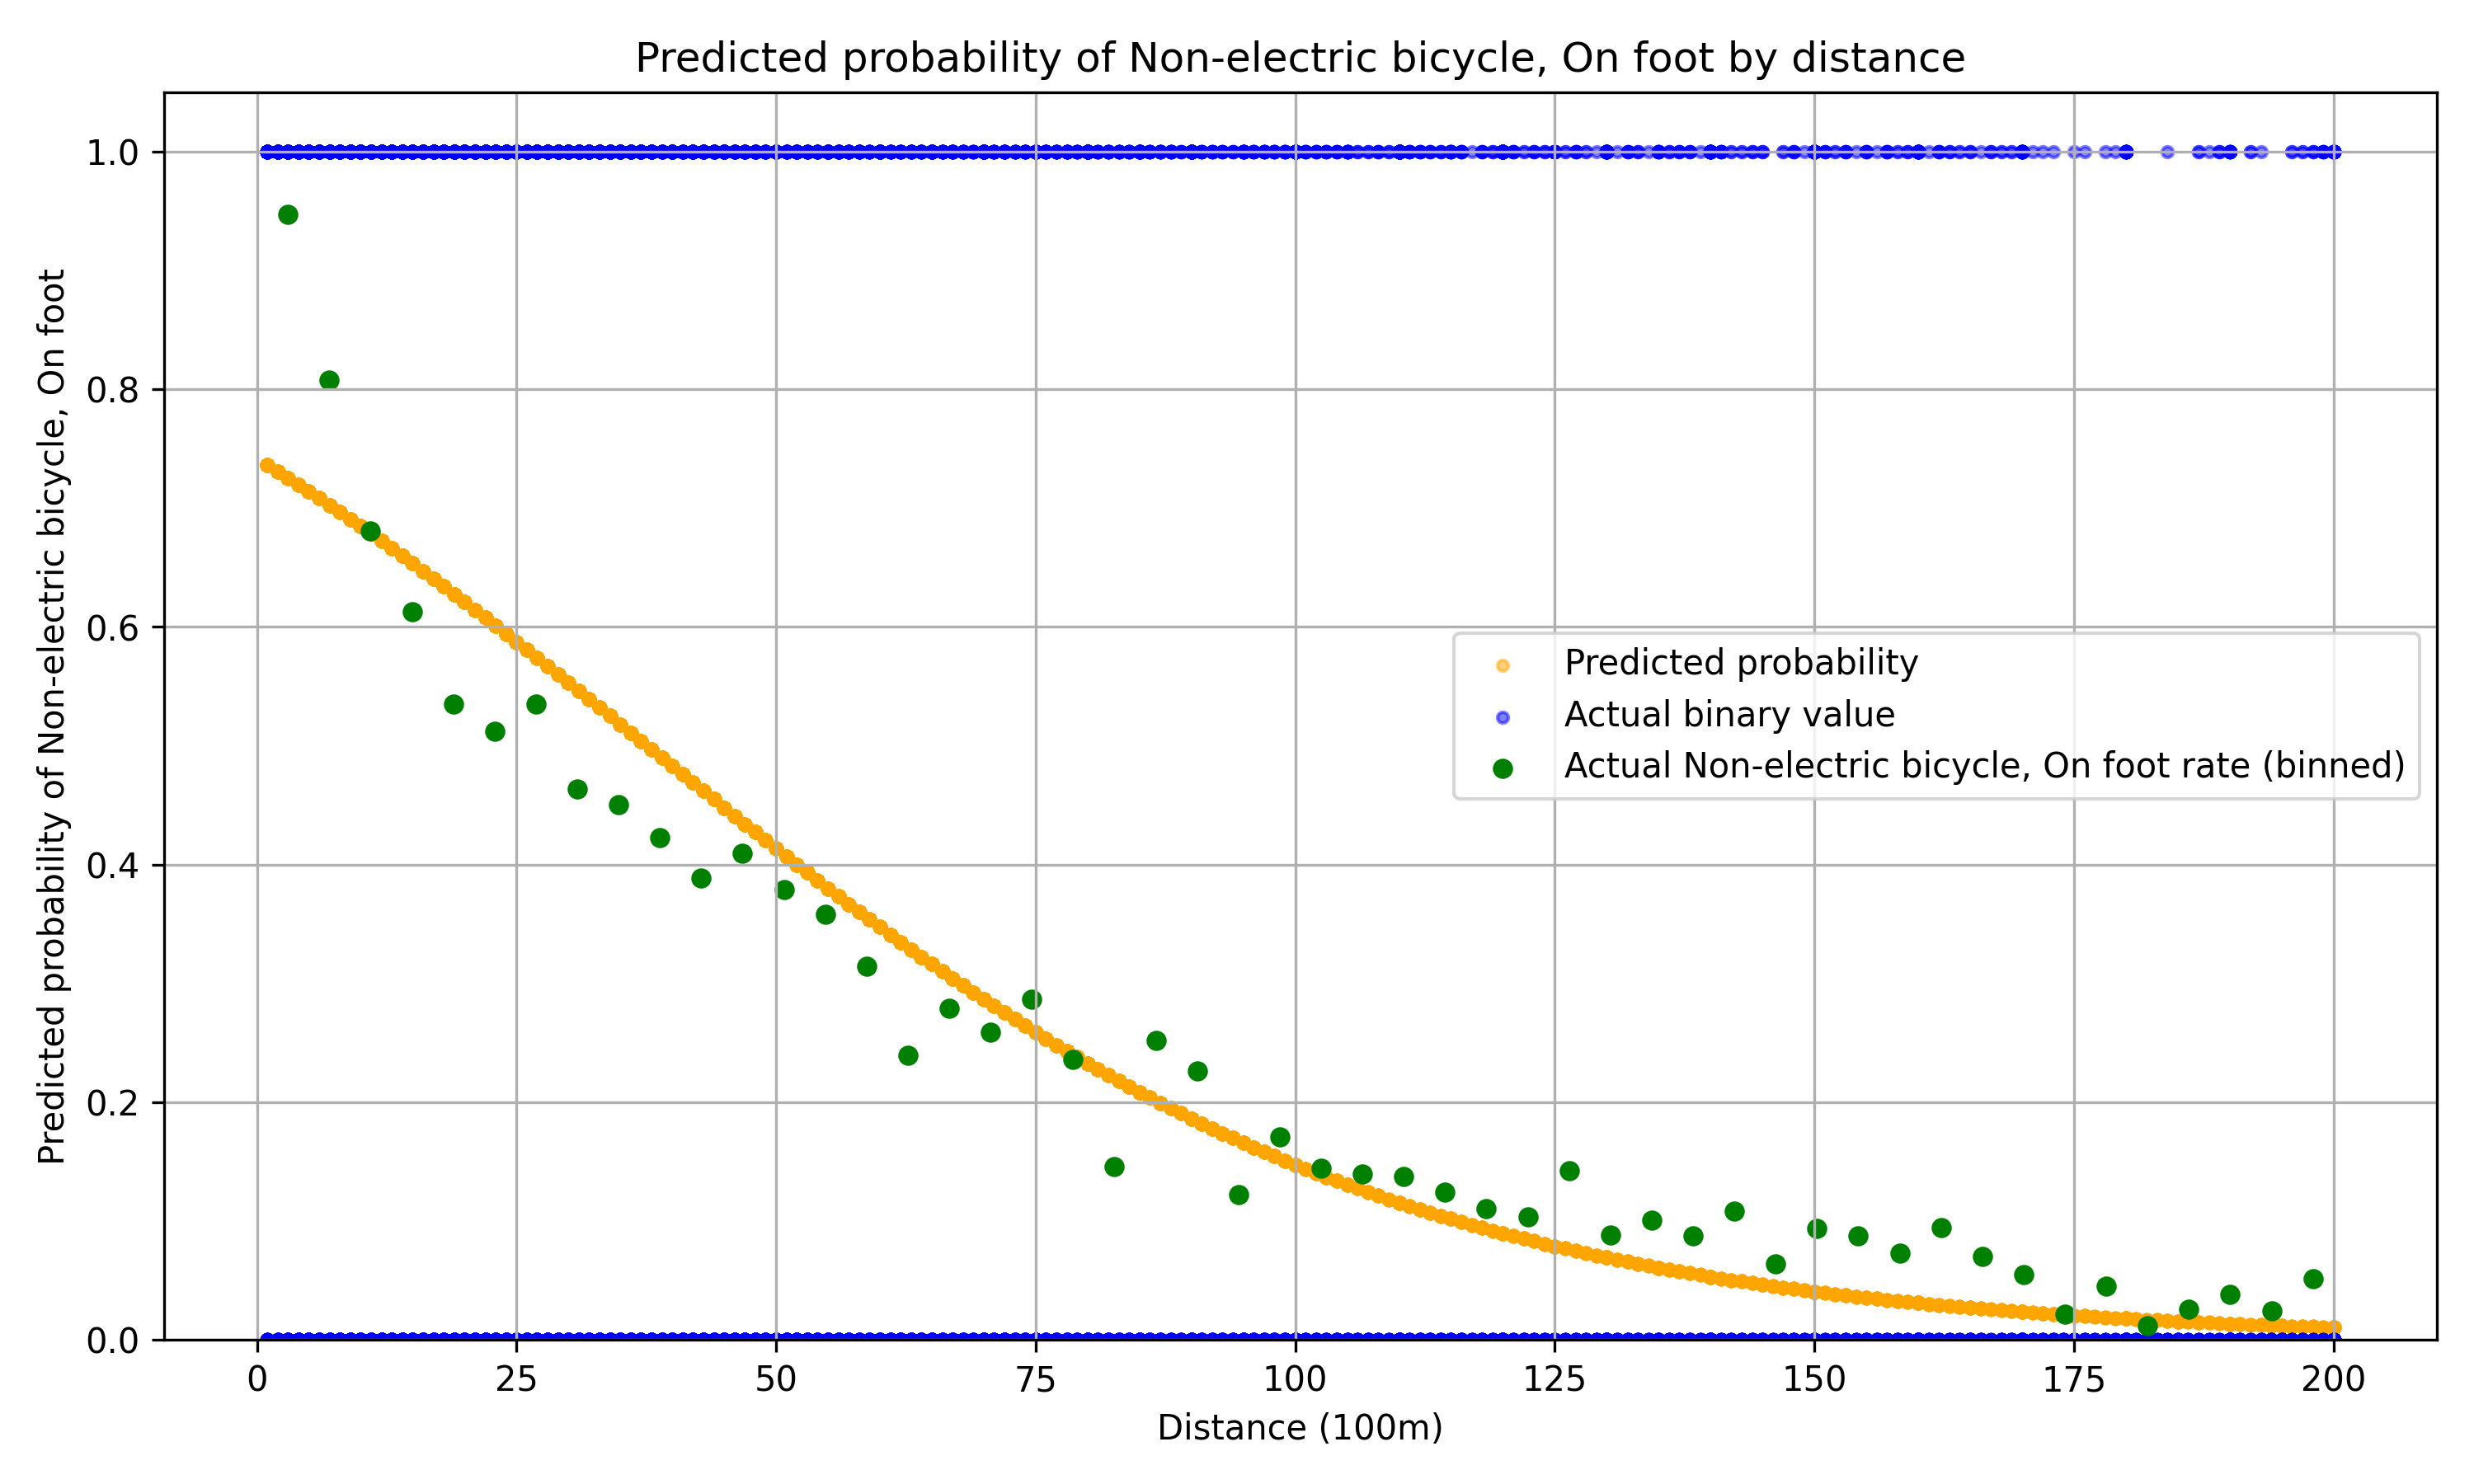 Predicted probability of Non-electric bicycle, On foot by distance
Predicted probability of Non-electric bicycle, On foot
1.0
0.8
0.6
0.4
0.2
0.0
Predicted probability
Actual binary value
Actual Non-electric bicycle, On foot rate (binned)
0 25 50 75 100 125 150 175 200
Distance (100m)